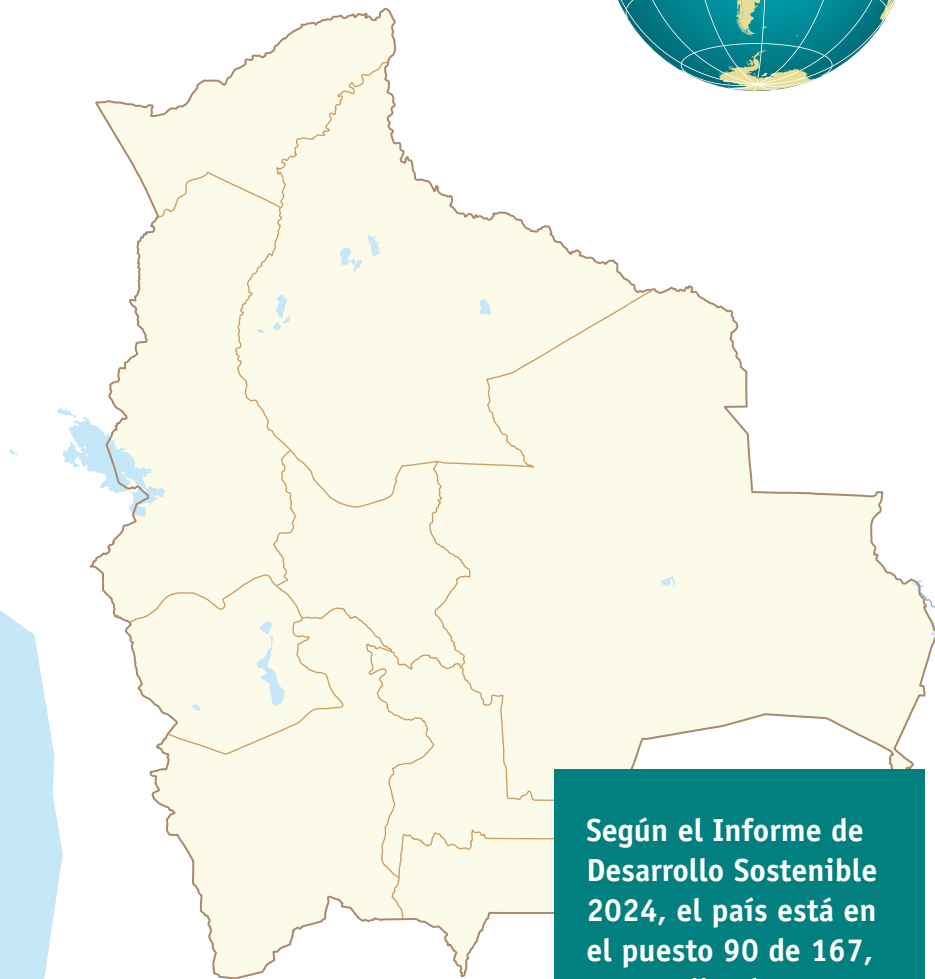 Según el Informe de
Desarrollo Sostenible
2024, el país está en
el puesto 90 de 167,